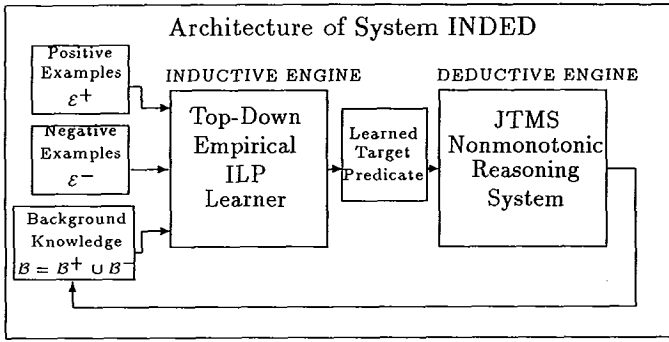 Architecture of System INDED
Positive
Examples
ε+
Negative
Examples
ε−
Background
Knowledge
B = B+ ∪ B−
INDUCTIVE ENGINE
Top-Down
Empirical
ILP
Learner
Learned
Target
Predicate
DEDUCTIVE ENGINE
JTMS
Nonmonotonic
Reasoning
System